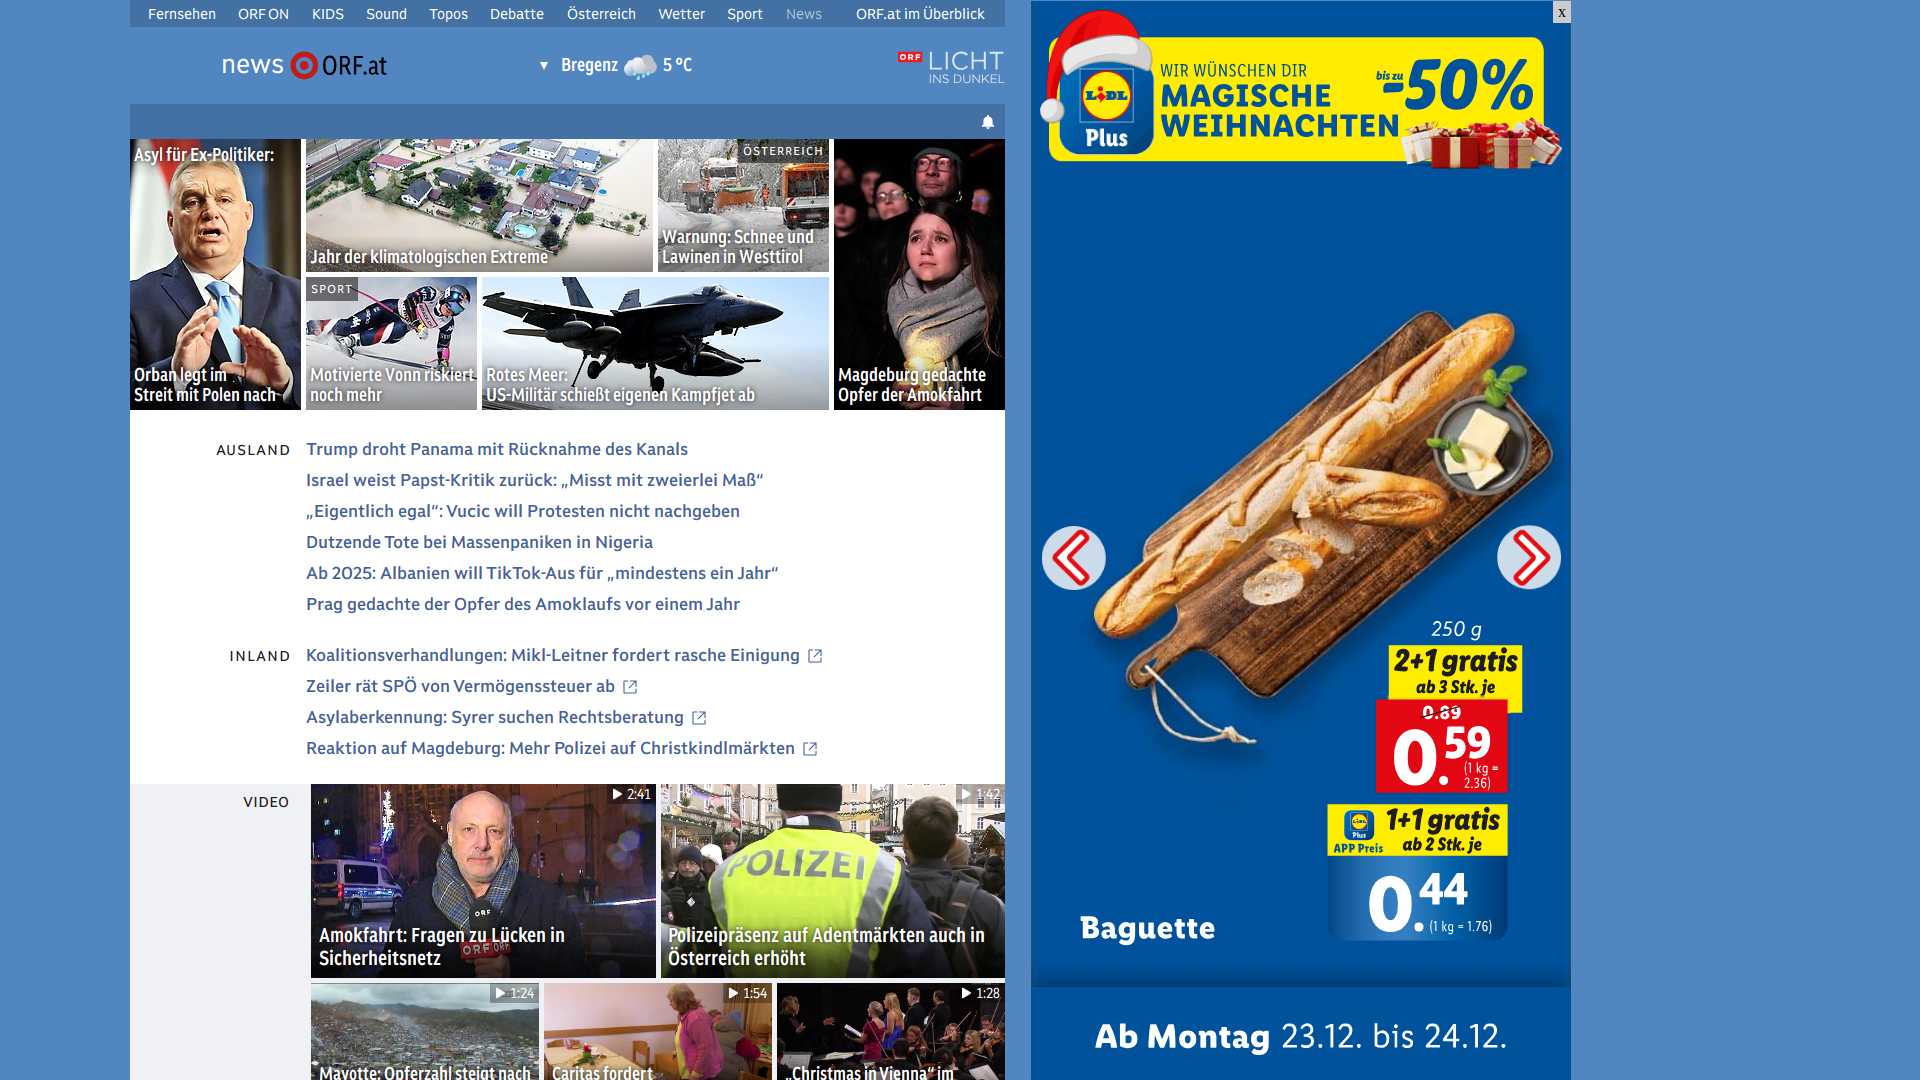 Fernsehen ORF ON KIDS Sound Topos Debatte Österreich Wetter Sport News ORF.at im Überblick
news ORF.at
▼ Bregenz 5 °C
ORF LICHT
INS DUNKEL
Asyl für Ex-Politiker:
Orban legt im
Streit mit Polen nach
Jahr der klimatologischen Extreme
ÖSTERREICH
Warnung: Schnee und
Lawinen in Westtirol
SPORT
Motivierte Vonn riskiert
noch mehr
Rotes Meer:
US-Militär schießt eigenen Kampfjet ab
Magdeburg gedachte
Opfer der Amokfahrt
AUSLAND
Trump droht Panama mit Rücknahme des Kanals
Israel weist Papst-Kritik zurück: „Misst mit zweierlei Maß“
„Eigentlich egal“: Vucic will Protesten nicht nachgeben
Dutzende Tote bei Massenpaniken in Nigeria
Ab 2025: Albanien will TikTok-Aus für „mindestens ein Jahr“
Prag gedachte der Opfer des Amoklaufs vor einem Jahr
INLAND
Koalitionsverhandlungen: Mikl-Leitner fordert rasche Einigung
Zeiler rät SPÖ von Vermögenssteuer ab
Asylaberkennung: Syrer suchen Rechtsberatung
Reaktion auf Magdeburg: Mehr Polizei auf Christkindlmärkten
VIDEO
2:41
ORF
ORF ORF
Amokfahrt: Fragen zu Lücken in
Sicherheitsnetz
1:42
POLIZEI
Polizeipräsenz auf Adentmärkten auch in
Österreich erhöht
1:24
Mayotte: Opferzahl steigt nach
1:54
Caritas fordert
1:28
„Christmas in Vienna“ im
x
LIDL
Plus
WIR WÜNSCHEN DIR
MAGISCHE
WEIHNACHTEN
bis zu
-50%
250 g
2+1 gratis
ab 3 Stk. je
0.89
0.59
(1 kg =
2.36)
LIDL
Plus
APP Preis
1+1 gratis
ab 2 Stk. je
0.44
(1 kg = 1.76)
Baguette
Ab Montag 23.12. bis 24.12.